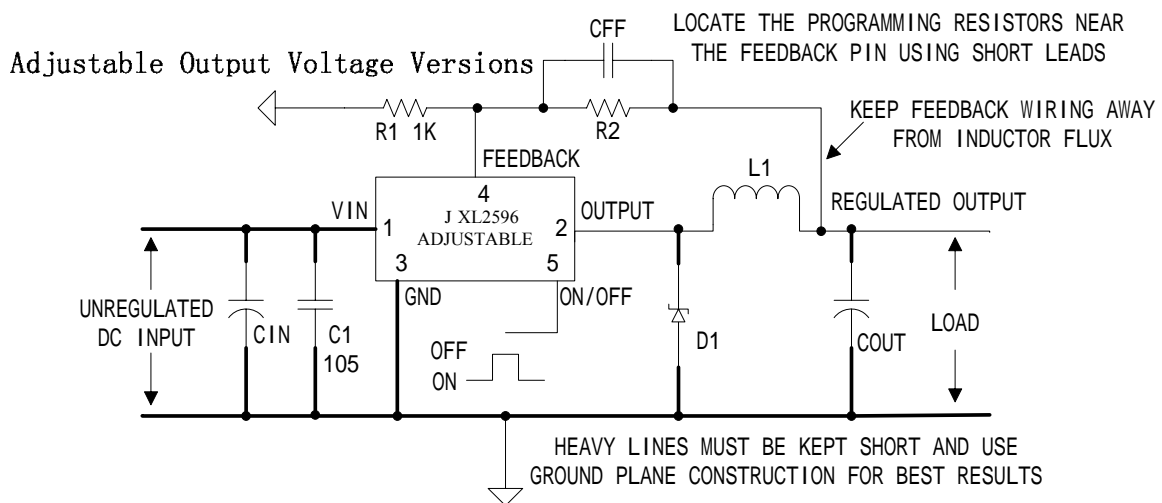 CFF
LOCATE THE PROGRAMMING RESISTORS NEAR
THE FEEDBACK PIN USING SHORT LEADS
Adjustable Output Voltage Versions
R1 1K
R2
KEEP FEEDBACK WIRING AWAY
FROM INDUCTOR FLUX
FEEDBACK
L1
4
VIN
1
J XL2596
ADJUSTABLE
2
OUTPUT
REGULATED OUTPUT
3
5
GND
ON/OFF
UNREGULATED
DC INPUT
CIN
C1
105
OFF
ON
D1
COUT
LOAD
HEAVY LINES MUST BE KEPT SHORT AND USE
GROUND PLANE CONSTRUCTION FOR BEST RESULTS